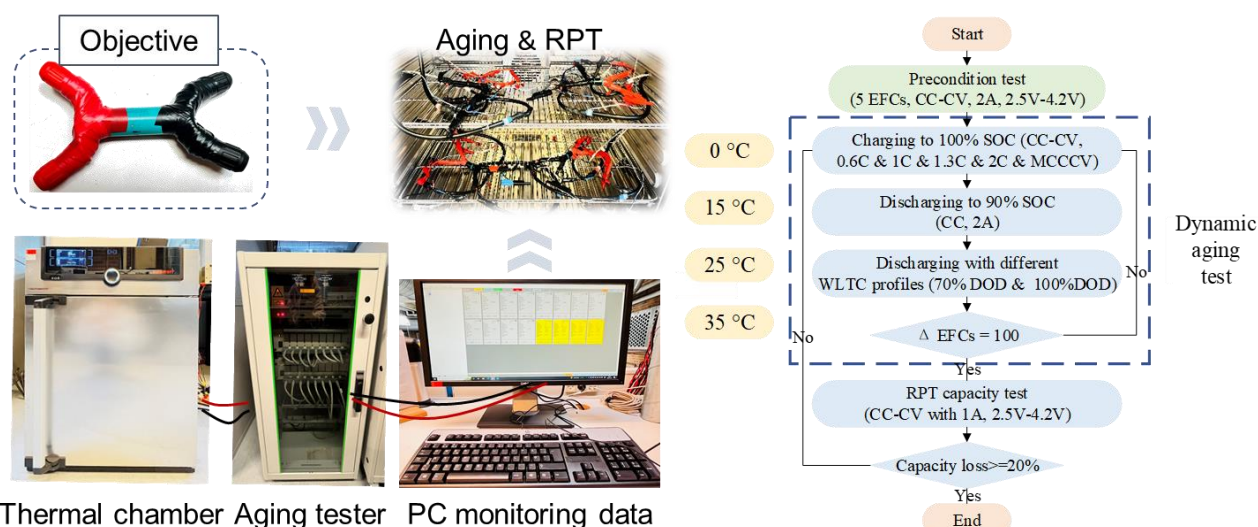 Objective
Aging & RPT
Thermal chamber
Aging tester
PC monitoring data
0 °C
15 °C
25 °C
35 °C
Start
Precondition test
(5 EFCs, CC-CV, 2A, 2.5V-4.2V)
Charging to 100% SOC (CC-CV,
0.6C & 1C & 1.3C & 2C & MCCCV)
Discharging to 90% SOC
(CC, 2A)
Discharging with different
WLTC profiles (70% DOD & 100%DOD)
No
Δ EFCs = 100
No
Yes
RPT capacity test
(CC-CV with 1A, 2.5V-4.2V)
Capacity loss>=20%
Yes
End
Dynamic
aging
test